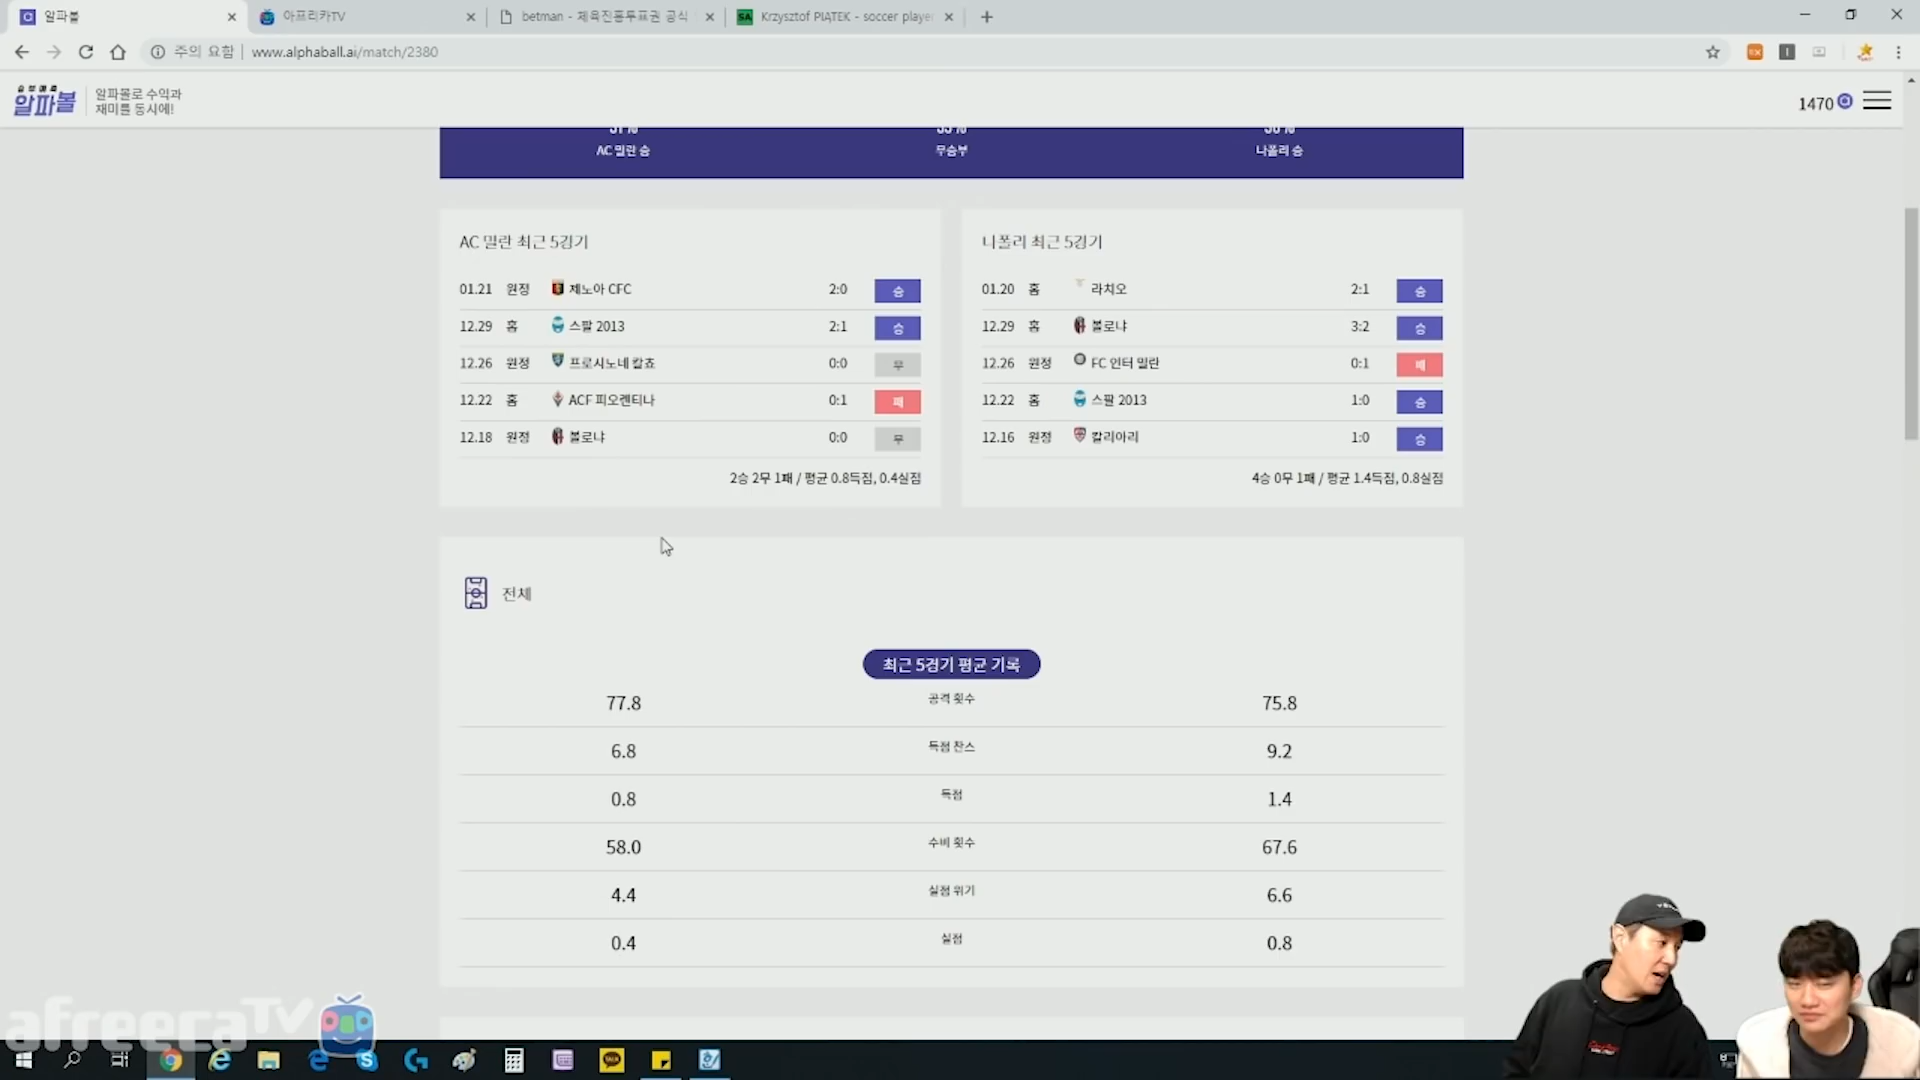 알파볼
아프리카TV
betman - 체육진흥투표권 공식
Krzysztof PIĄTEK - soccer player
주의 요함
www.alphaball.ai/match/2380
승부예측
알파볼
알파볼로 수익과
재미를 동시에!
1470
AC 밀란 승
무승부
나폴리 승
AC 밀란 최근 5경기
01.21 원정 제노아 CFC 2:0 승
12.29 홈 스팔 2013 2:1 승
12.26 원정 프로시노네 칼쵸 0:0 무
12.22 홈 ACF 피오렌티나 0:1 패
12.18 원정 볼로냐 0:0 무
2승 2무 1패 / 평균 0.8득점, 0.4실점
나폴리 최근 5경기
01.20 홈 라치오 2:1 승
12.29 홈 볼로냐 3:2 승
12.26 원정 FC 인터 밀란 0:1 패
12.22 홈 스팔 2013 1:0 승
12.16 원정 칼리아리 1:0 승
4승 0무 1패 / 평균 1.4득점, 0.8실점
전체
최근 5경기 평균 기록
77.8 공격 횟수 75.8
6.8 득점 찬스 9.2
0.8 득점 1.4
58.0 수비 횟수 67.6
4.4 실점 위기 6.6
0.4 실점 0.8
afreecaTV